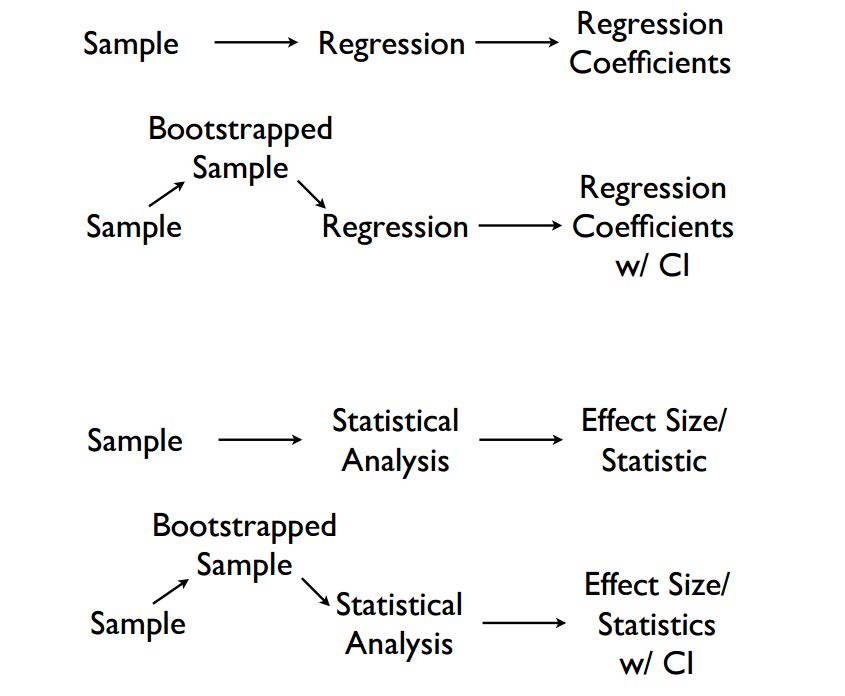 Sample
Regression
Regression
Coefficients
Bootstrapped
Sample
Sample
Regression
Regression
Coefficients
w/ CI
Sample
Statistical
Analysis
Effect Size/
Statistic
Bootstrapped
Sample
Sample
Statistical
Analysis
Effect Size/
Statistics
w/ CI